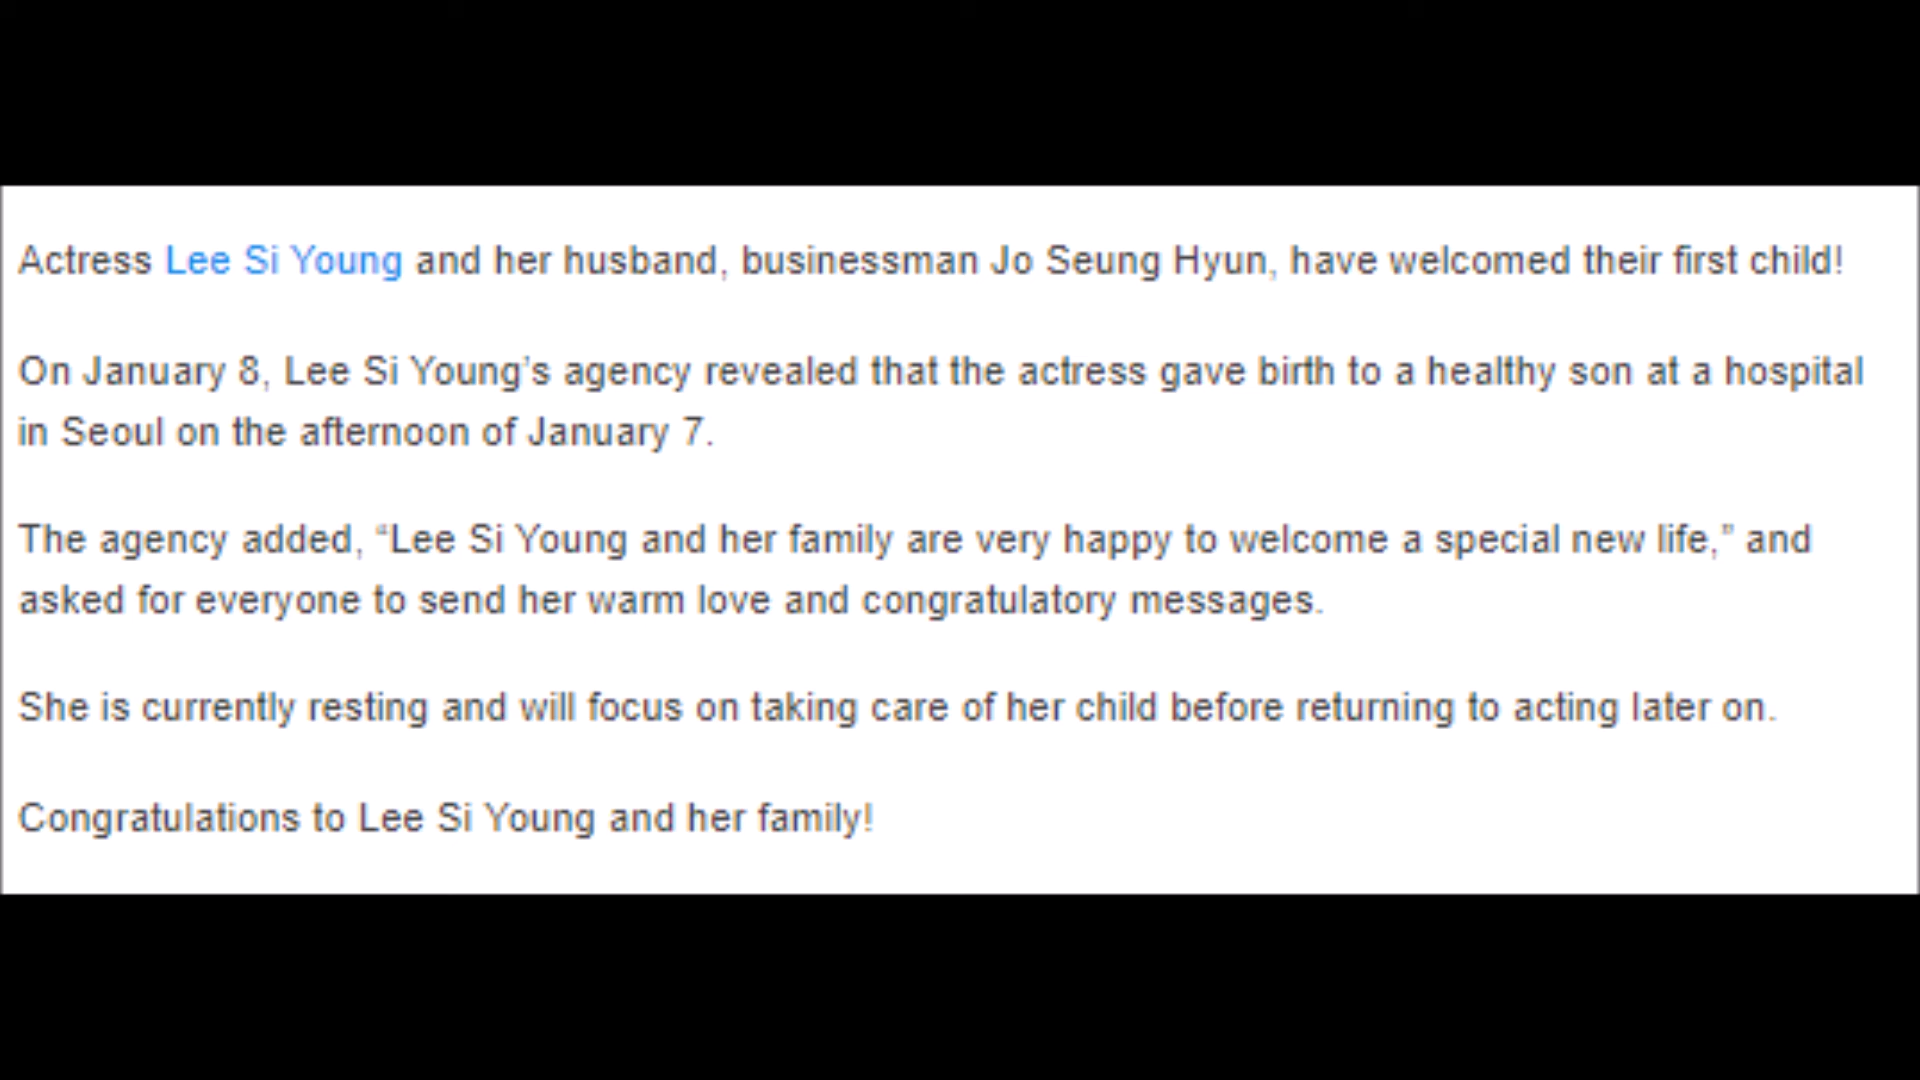 Actress Lee Si Young and her husband, businessman Jo Seung Hyun, have welcomed their first child!
On January 8, Lee Si Young’s agency revealed that the actress gave birth to a healthy son at a hospital
in Seoul on the afternoon of January 7.
The agency added, “Lee Si Young and her family are very happy to welcome a special new life,” and
asked for everyone to send her warm love and congratulatory messages.
She is currently resting and will focus on taking care of her child before returning to acting later on.
Congratulations to Lee Si Young and her family!